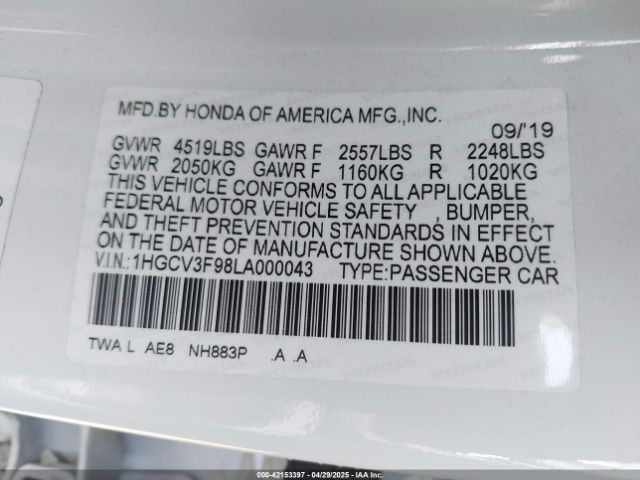 MFD.BY HONDA OF AMERICA MFG.,INC.
09/'19
GVWR 4519LBS GAWR F 2557LBS R 2248LBS
GVWR 2050KG GAWR F 1160KG R 1020KG
THIS VEHICLE CONFORMS TO ALL APPLICABLE
FEDERAL MOTOR VEHICLE SAFETY , BUMPER,
AND THEFT PREVENTION STANDARDS IN EFFECT
ON THE DATE OF MANUFACTURE SHOWN ABOVE.
V.I.N.:1HGCV3F98LA000043 TYPE:PASSENGER CAR
TWA L AE8 NH883P .A .A
000-42153397 - 04/29/2025 - IAAI.COM